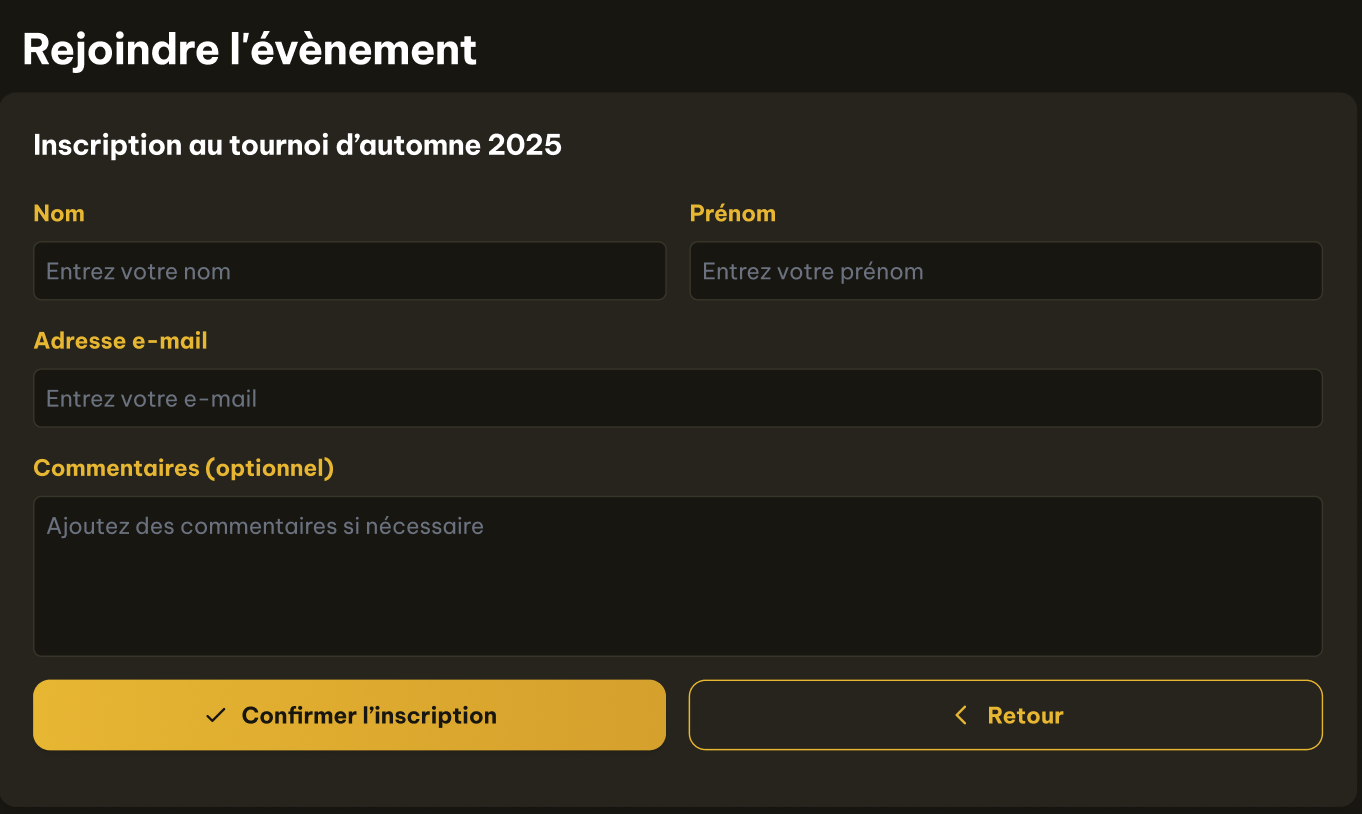 Rejoindre l'évènement
Inscription au tournoi d’automne 2025
Nom
Prénom
Entrez votre nom
Entrez votre prénom
Adresse e-mail
Entrez votre e-mail
Commentaires (optionnel)
Ajoutez des commentaires si nécessaire
Confirmer l’inscription
Retour